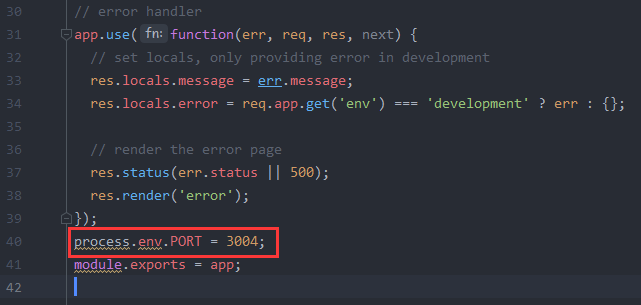 30 // error handler
31 app.use( fn: function(err, req, res, next) {
32 // set locals, only providing error in development
33 res.locals.message = err.message;
34 res.locals.error = req.app.get('env') === 'development' ? err : {};
35
36 // render the error page
37 res.status(err.status || 500);
38 res.render('error');
39 });
40 process.env.PORT = 3004;
41 module.exports = app;
42